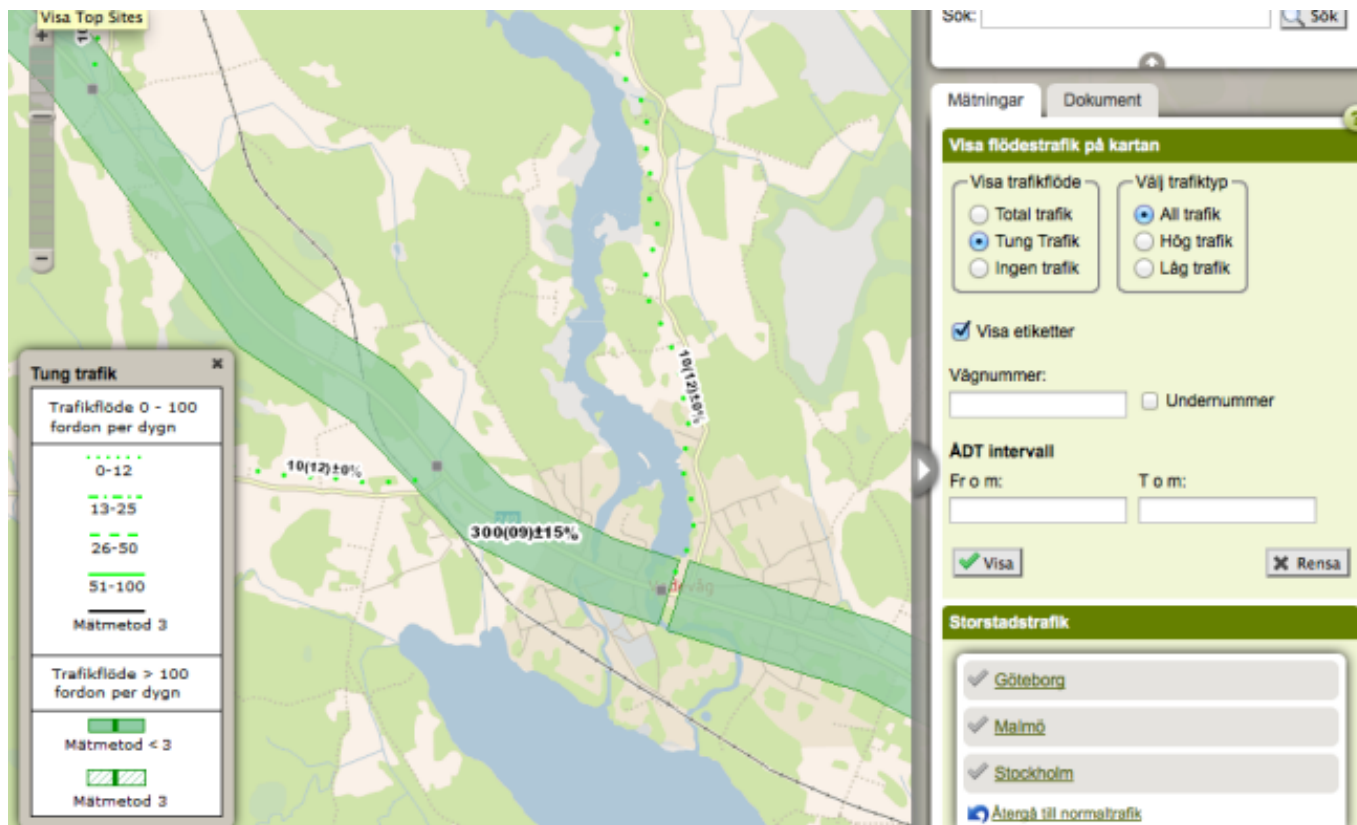 Visa Top Sites
Sök:
Sök
Mätningar
Dokument
Visa flödestrafik på kartan
Visa trafikflöde
Total trafik
Tung Trafik
Ingen trafik
Välj trafiktyp
All trafik
Hög trafik
Låg trafik
Visa etiketter
Vägnummer:
Undernummer
ÅDT intervall
Fr o m:
T o m:
Visa
Rensa
Storstadstrafik
Göteborg
Malmö
Stockholm
Återgå till normaltrafik
10(12)±0%
10(12)±0%
300(09)±15%
Tung trafik
Trafikflöde 0 - 100
fordon per dygn
0-12
13-25
26-50
51-100
Mätmetod 3
Trafikflöde > 100
fordon per dygn
Mätmetod < 3
Mätmetod 3